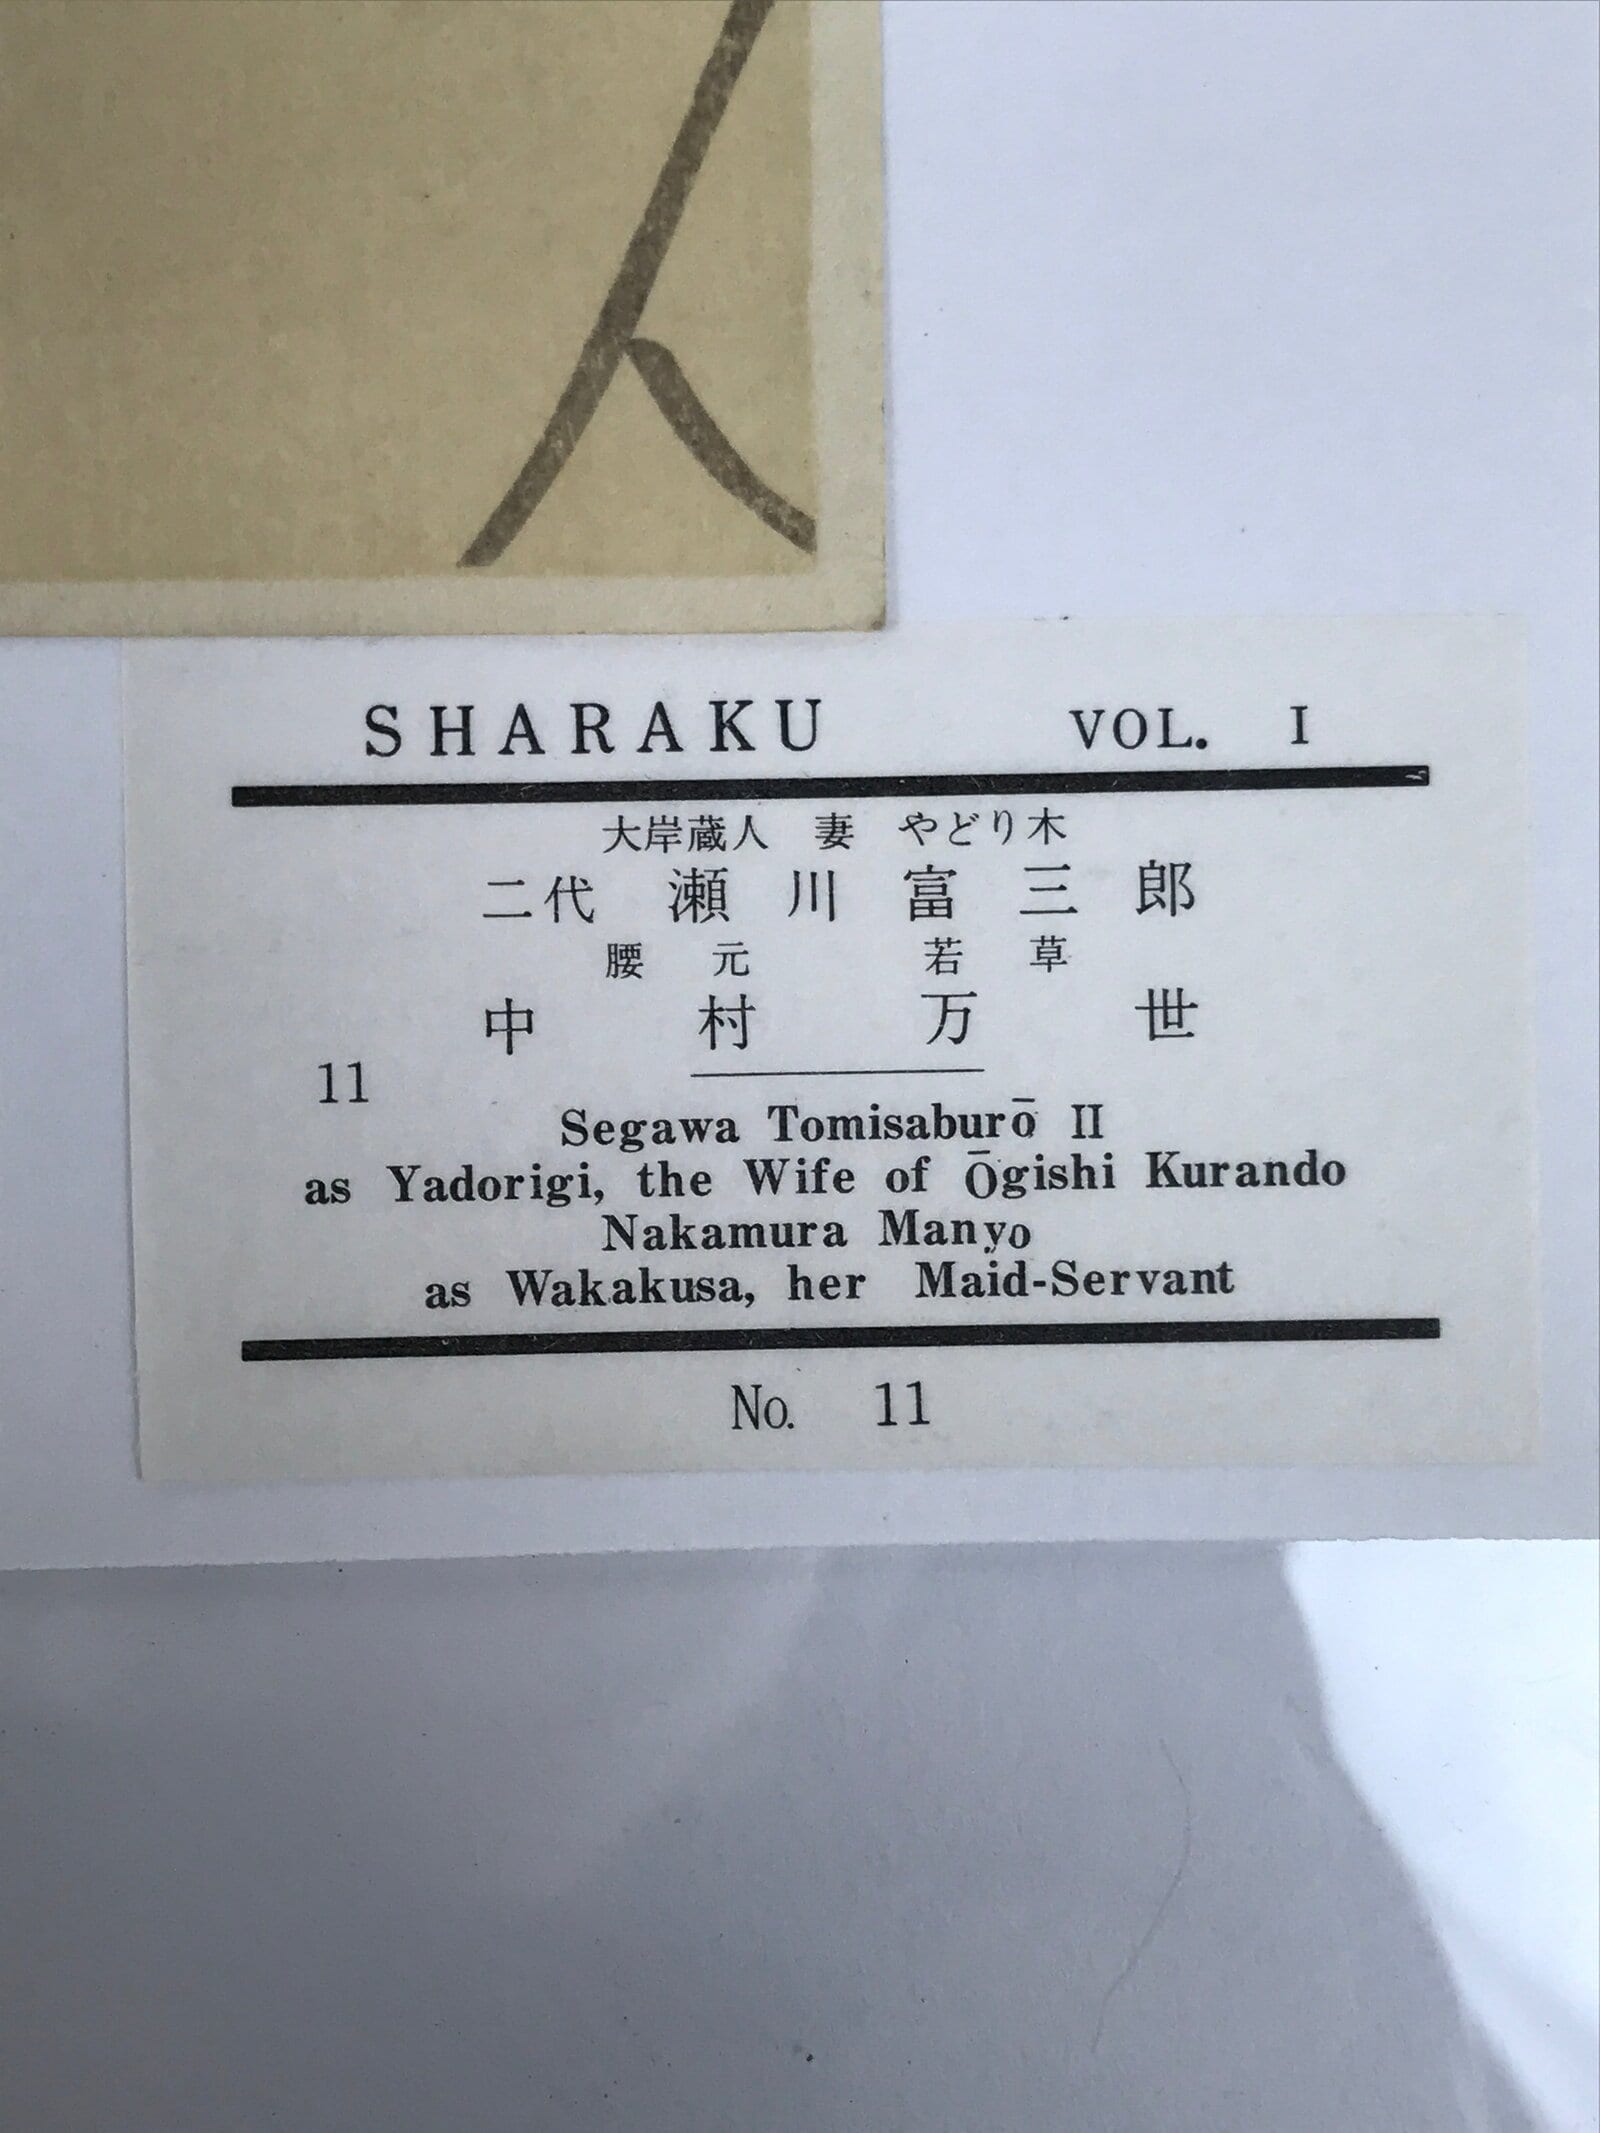 SHARAKU VOL. I
大岸蔵人 妻 やどり木
二代 瀬川富三郎
腰元 若草
中村万世
11
Segawa Tomisaburō II
as Yadorigi, the Wife of Ōgishi Kurando
Nakamura Manyo
as Wakakusa, her Maid-Servant
No. 11